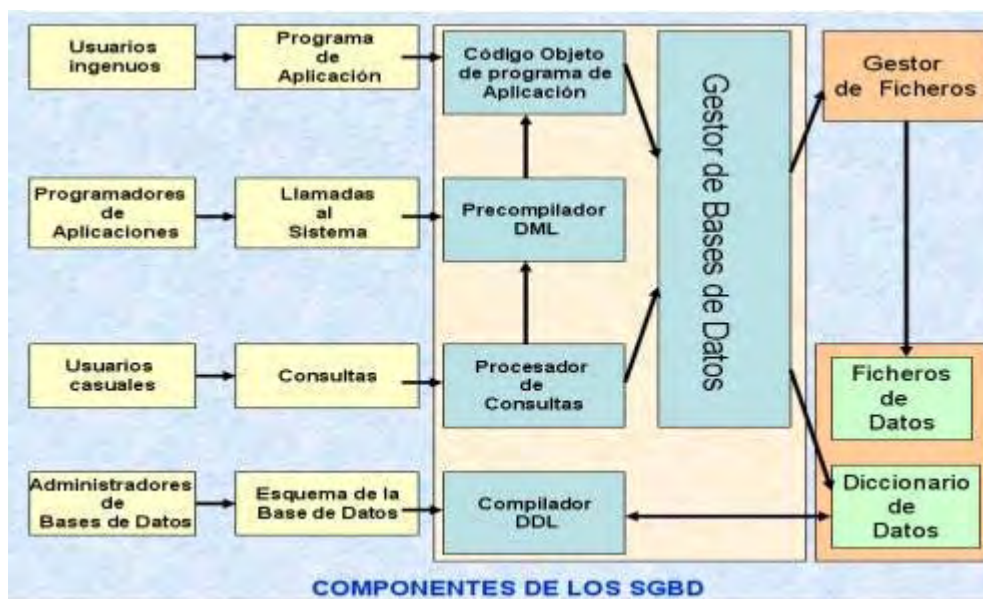 Usuarios
ingenuos
Programa
de
Aplicación
Código Objeto
de programa de
Aplicación
Gestor de Bases de Datos
Gestor
de Ficheros
Programadores
de
Aplicaciones
Llamadas
al
Sistema
Precompilador
DML
Usuarios
casuales
Consultas
Procesador
de
Consultas
Ficheros
de
Datos
Administradores
de
Bases de Datos
Esquema de la
Base de Datos
Compilador
DDL
Diccionario
de
Datos
COMPONENTES DE LOS SGBD